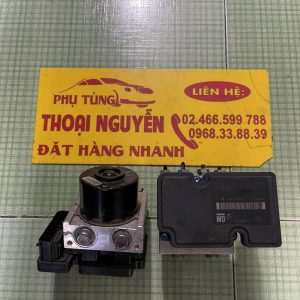 PHỤ TÙNG
THOẠI NGUYỄN
ĐẶT HÀNG NHANH
LIÊN HỆ:
02.466.599 788
0968.33.88.39